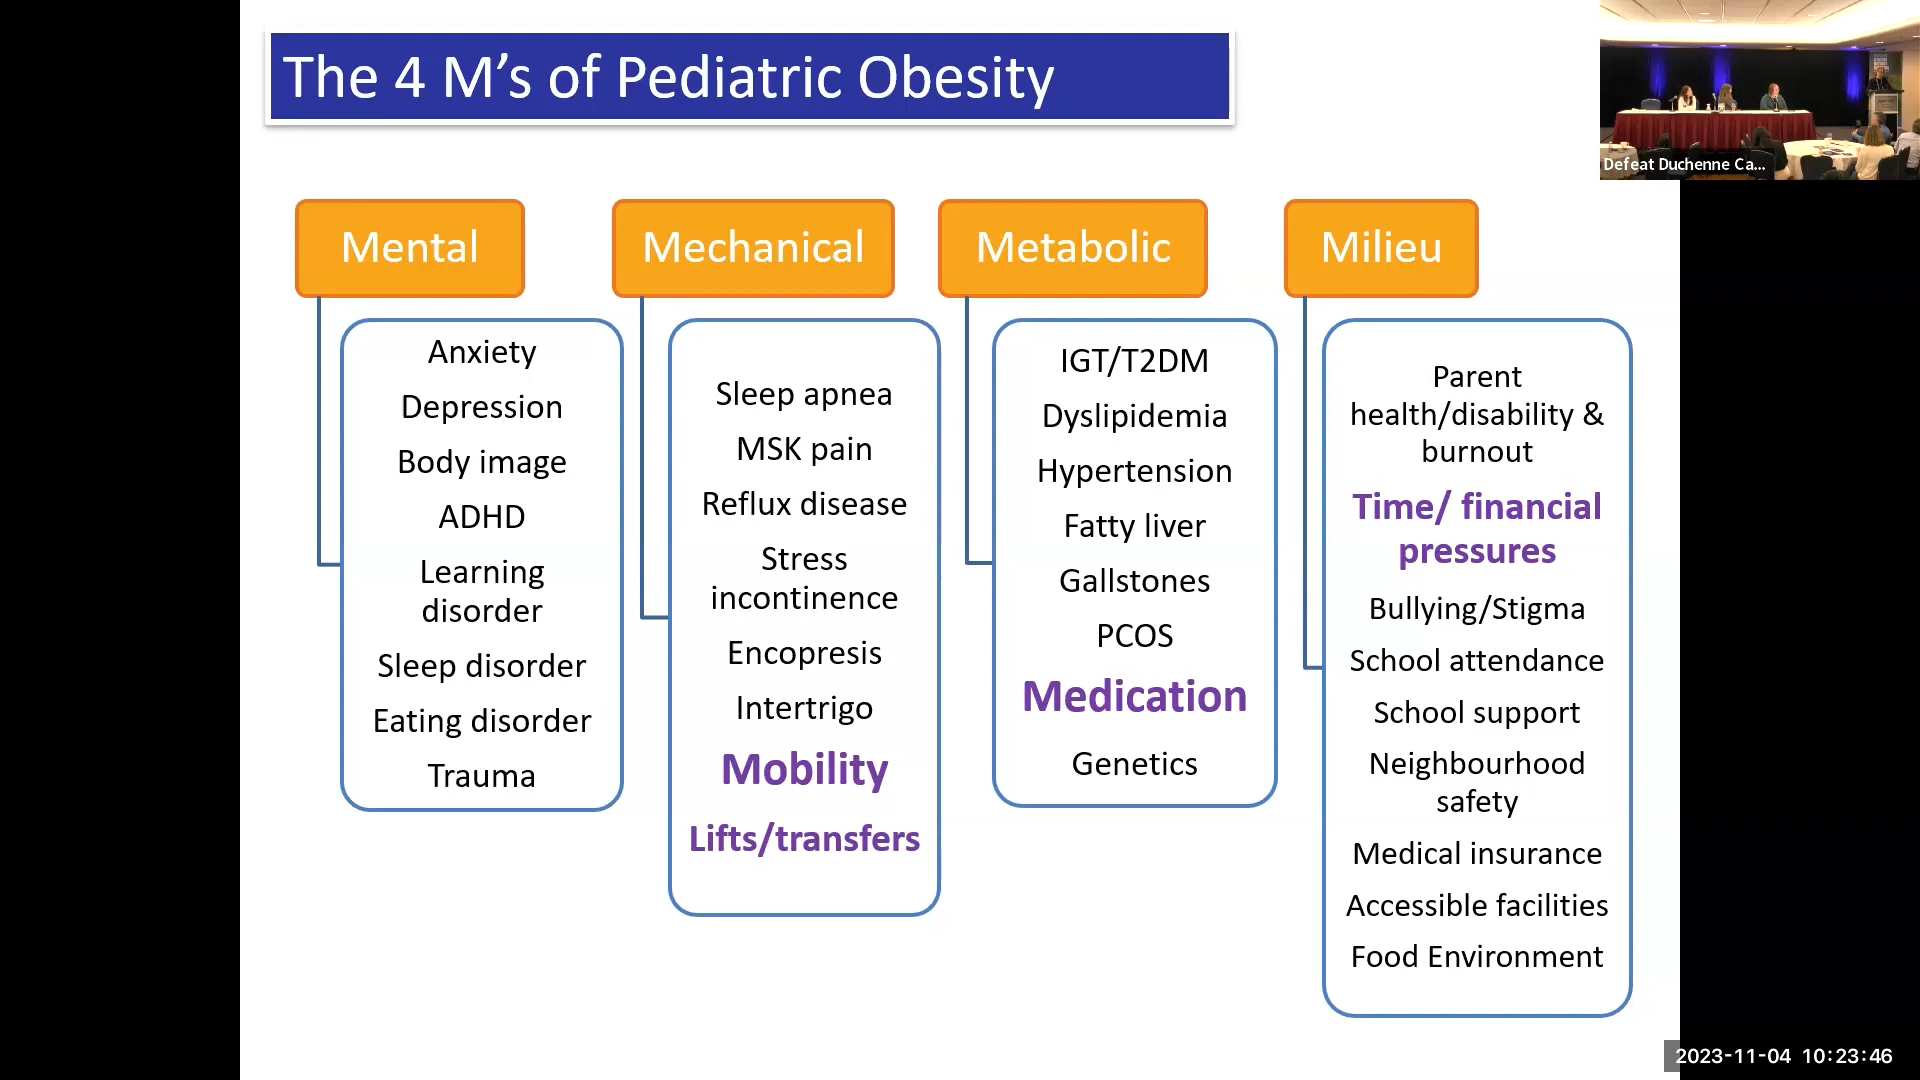 The 4 M’s of Pediatric Obesity
Defeat Duchenne Ca...
Mental
Anxiety
Depression
Body image
ADHD
Learning
disorder
Sleep disorder
Eating disorder
Trauma
Mechanical
Sleep apnea
MSK pain
Reflux disease
Stress
incontinence
Encopresis
Intertrigo
Mobility
Lifts/transfers
Metabolic
IGT/T2DM
Dyslipidemia
Hypertension
Fatty liver
Gallstones
PCOS
Medication
Genetics
Milieu
Parent
health/disability &
burnout
Time/ financial
pressures
Bullying/Stigma
School attendance
School support
Neighbourhood
safety
Medical insurance
Accessible facilities
Food Environment
2023-11-04 10:23:46